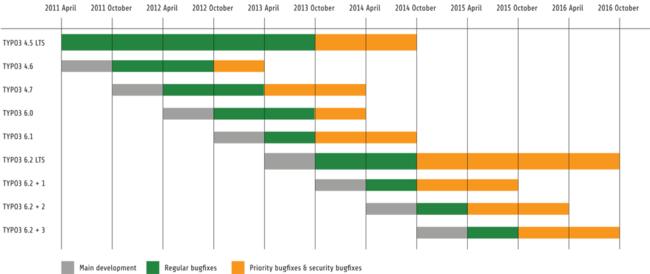 2011 April 2011 October 2012 April 2012 October 2013 April 2013 October 2014 April 2014 October 2015 April 2015 October 2016 April 2016 October
TYPO3 4.5 LTS
TYPO3 4.6
TYPO3 4.7
TYPO3 6.0
TYPO3 6.1
TYPO3 6.2 LTS
TYPO3 6.2 + 1
TYPO3 6.2 + 2
TYPO3 6.2 + 3
Main development Regular bugfixes Priority bugfixes & security bugfixes